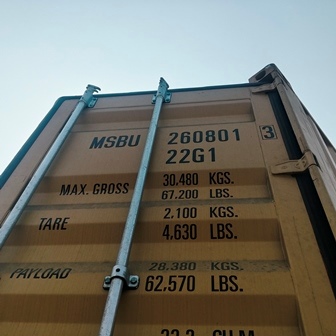 MSBU 260801 3
22G1
MAX. GROSS 30,480 KGS.
67,200 LBS.
TARE 2,100 KGS.
4,630 LBS.
PAYLOAD 28,380 KGS.
62,570 LBS.